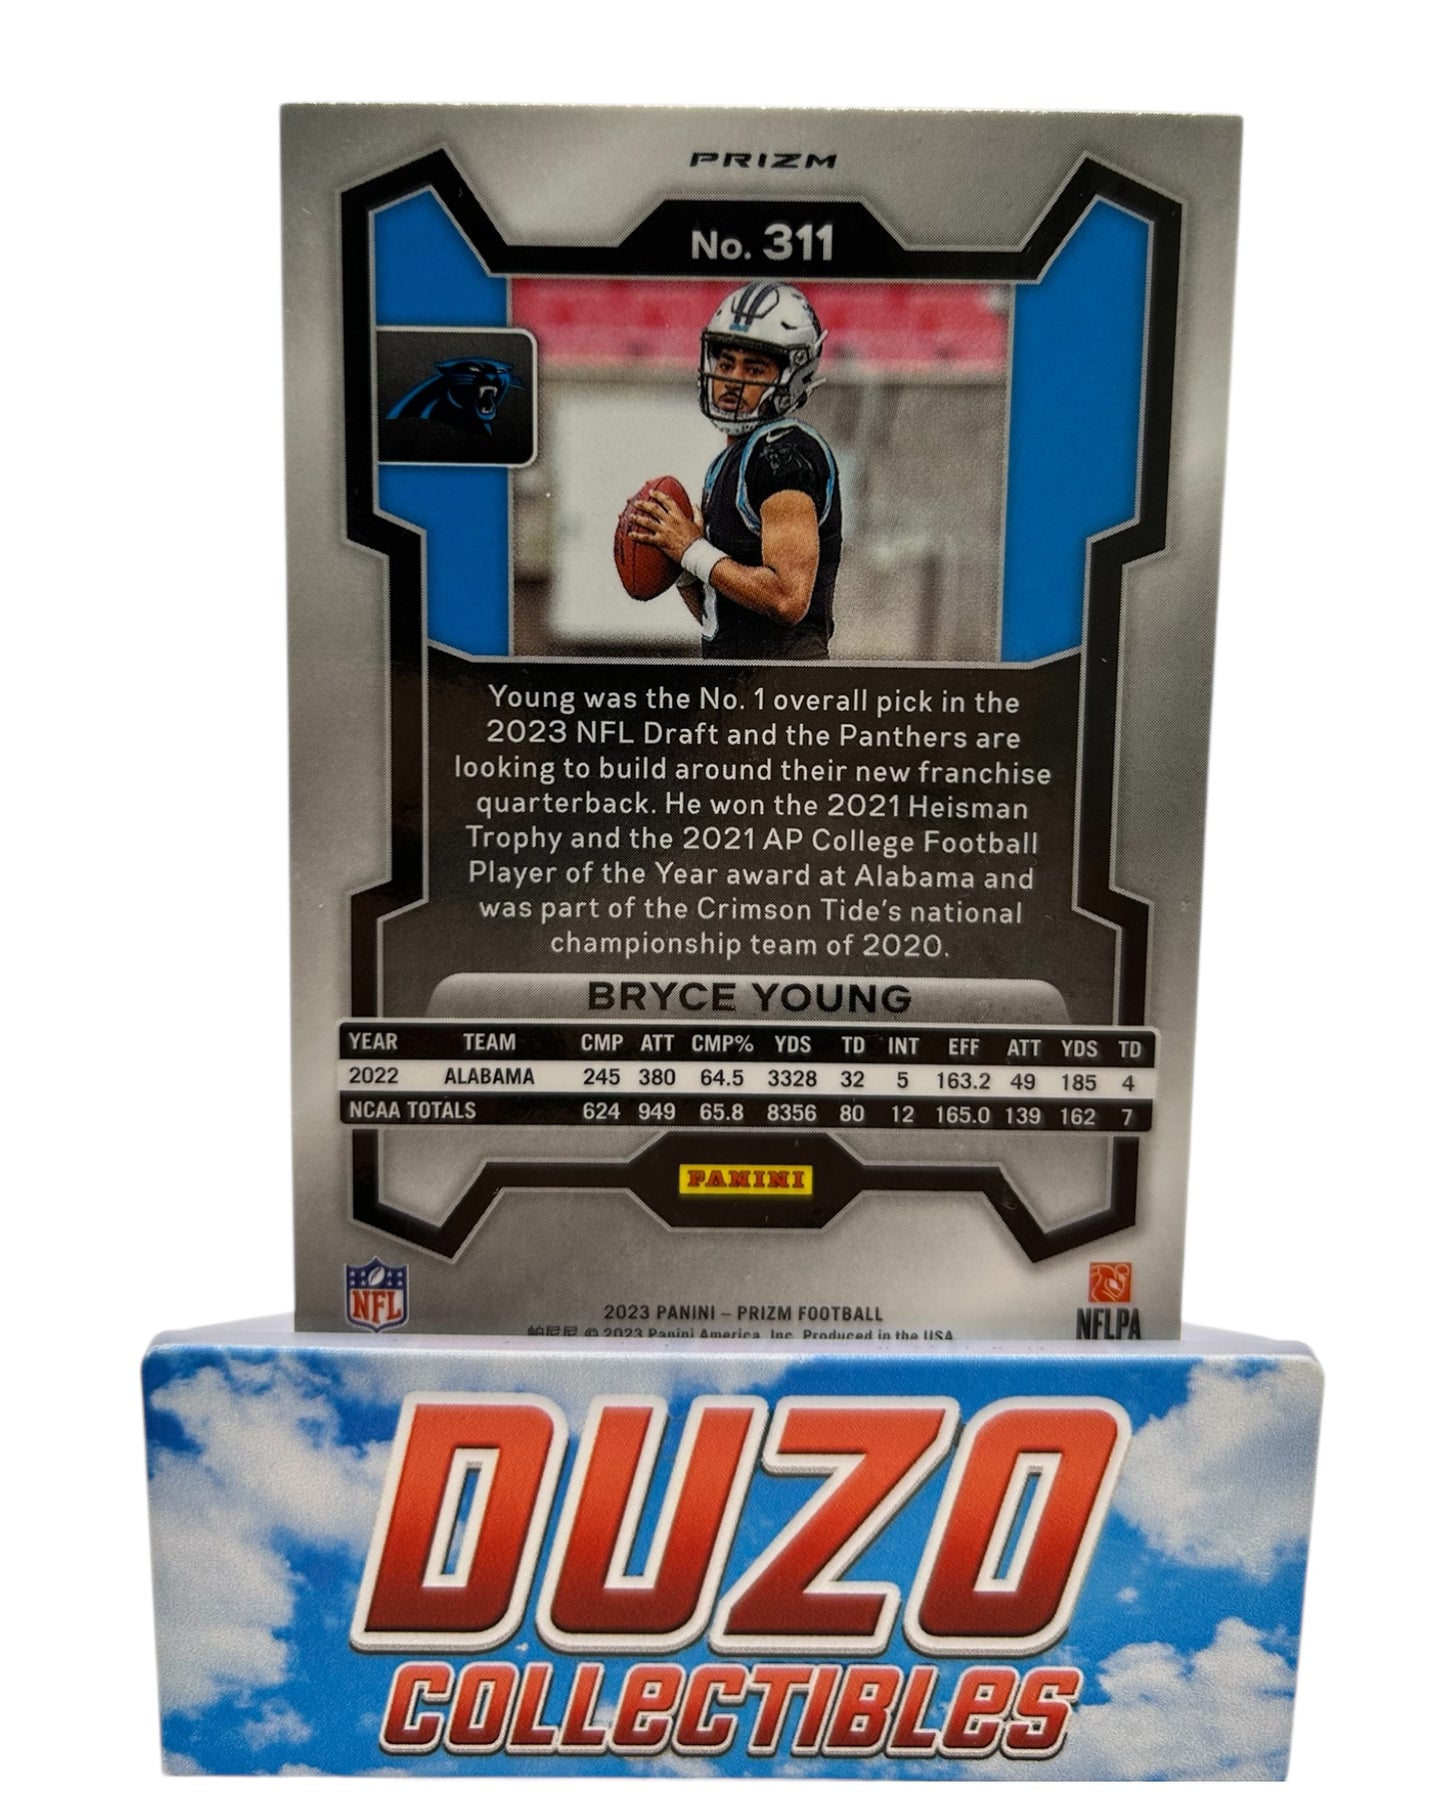 PRIZM
No. 311
Young was the No. 1 overall pick in the
2023 NFL Draft and the Panthers are
looking to build around their new franchise
quarterback. He won the 2021 Heisman
Trophy and the 2021 AP College Football
Player of the Year award at Alabama and
was part of the Crimson Tide's national
championship team of 2020.
BRYCE YOUNG
YEAR TEAM CMP ATT CMP% YDS TD INT EFF ATT YDS TD
2022 ALABAMA 245 380 64.5 3328 32 5 163.2 49 185 4
NCAA TOTALS 624 949 65.8 8356 80 12 165.0 139 162 7
PANINI
NFL
2023 PANINI – PRIZM FOOTBALL
帕尼尼 © 2023 Panini America, Inc. Produced in the USA
NFLPA
DUZO
COLLECTIBLES